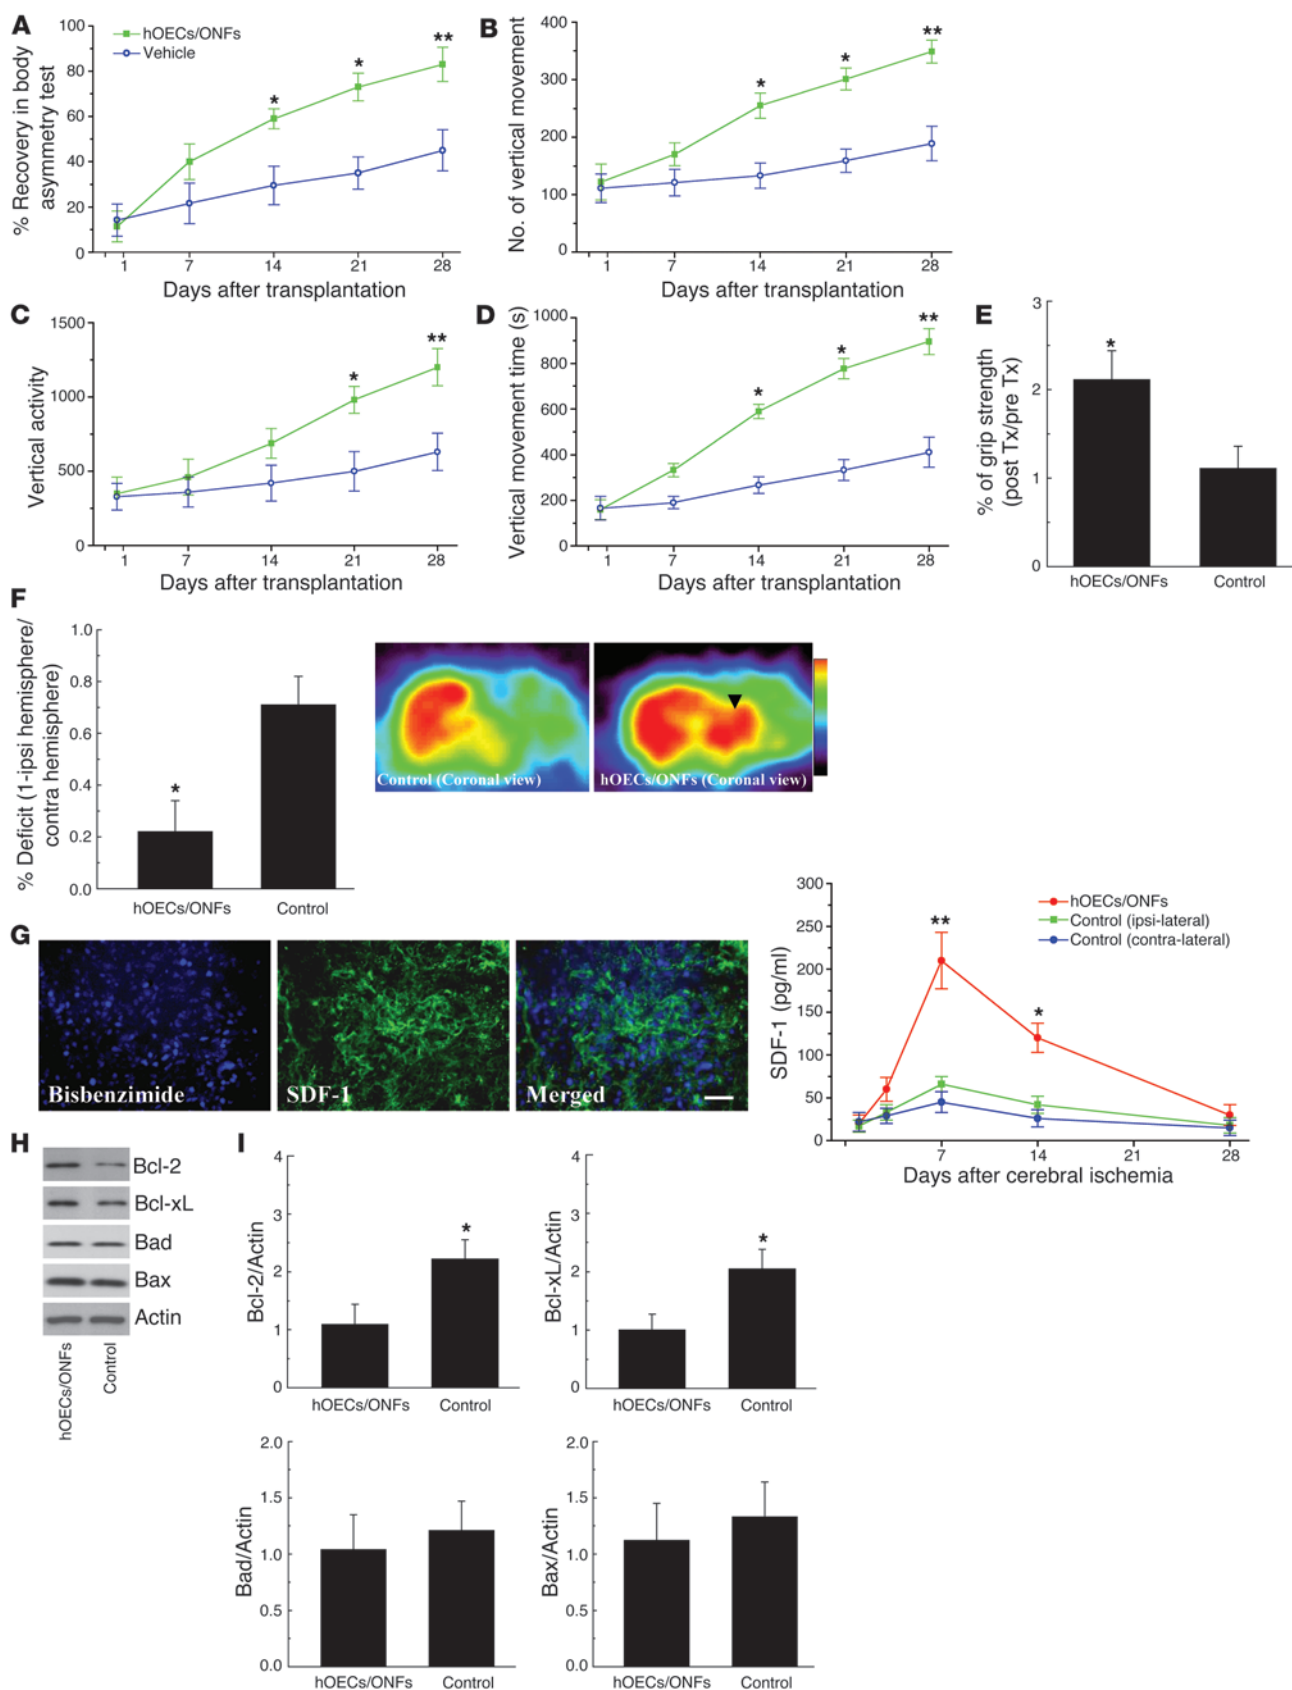 A
100
80
60
40
20
0
% Recovery in body
asymmetry test
hOECs/ONFs
Vehicle
*
*
**
1 7 14 21 28
Days after transplantation
B
400
300
200
100
0
No. of vertical movement
*
*
**
1 7 14 21 28
Days after transplantation
C
1500
1000
500
0
Vertical activity
*
**
1 7 14 21 28
Days after transplantation
D
1000
800
600
400
200
0
Vertical movement time (s)
*
*
**
1 7 14 21 28
Days after transplantation
E
3
2
1
0
% of grip strength
(post Tx/pre Tx)
*
hOECs/ONFs Control
F
1.0
0.8
0.6
0.4
0.2
0.0
% Deficit (1-ipsi hemisphere/
contra hemisphere)
*
hOECs/ONFs Control
Control (Coronal view)
hOECs/ONFs (Coronal view)
G
Bisbenzimide
SDF-1
Merged
300
250
200
150
100
50
0
SDF-1 (pg/ml)
hOECs/ONFs
Control (ipsi-lateral)
Control (contra-lateral)
**
*
7 14 21 28
Days after cerebral ischemia
H
Bcl-2
Bcl-xL
Bad
Bax
Actin
hOECs/ONFs
Control
I
4
3
2
1
0
Bcl-2/Actin
*
hOECs/ONFs Control
4
3
2
1
0
Bcl-xL/Actin
*
hOECs/ONFs Control
2.0
1.5
1.0
0.5
0.0
Bad/Actin
hOECs/ONFs Control
2.0
1.5
1.0
0.5
0.0
Bax/Actin
hOECs/ONFs Control